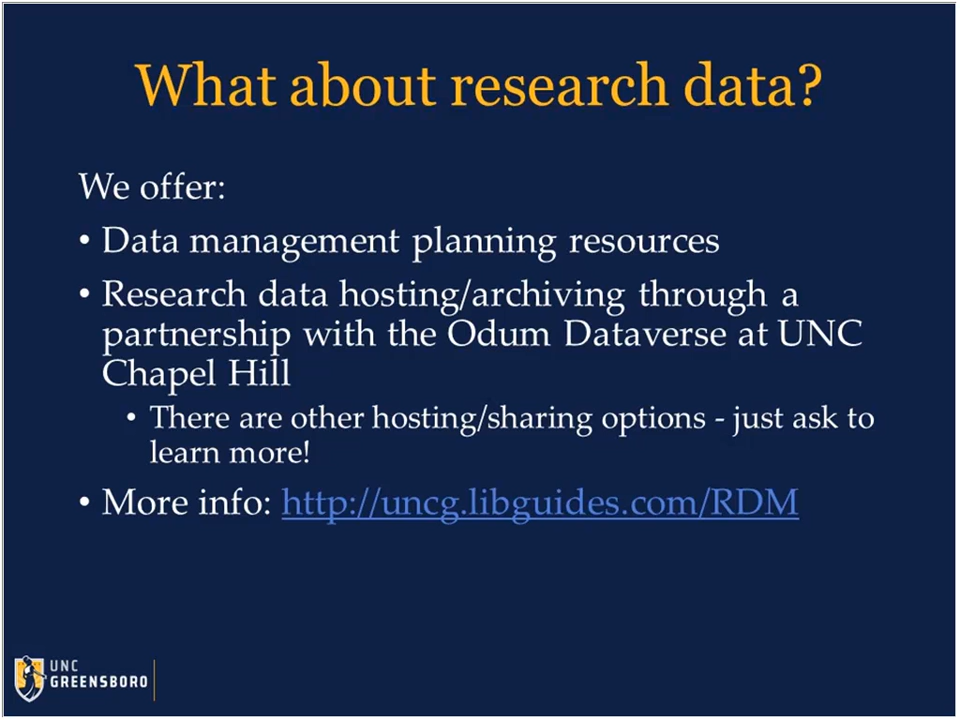 What about research data?
We offer:
• Data management planning resources
• Research data hosting/archiving through a
partnership with the Odum Dataverse at UNC
Chapel Hill
• There are other hosting/sharing options - just ask to
learn more!
• More info: http://uncg.libguides.com/RDM
UNC
GREENSBORO